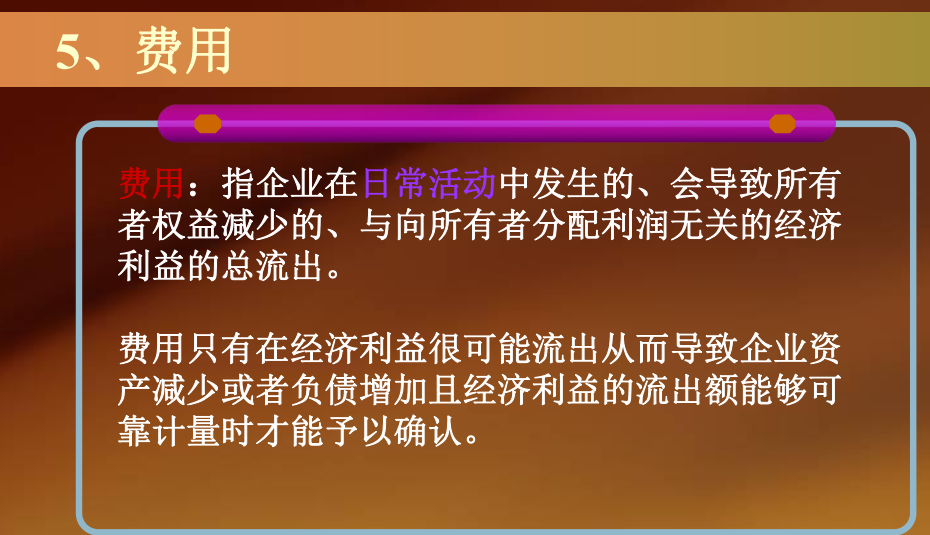 5、费用
费用：指企业在日常活动中发生的、会导致所有
者权益减少的、与向所有者分配利润无关的经济
利益的总流出。
费用只有在经济利益很可能流出从而导致企业资
产减少或者负债增加且经济利益的流出额能够可
靠计量时才能予以确认。